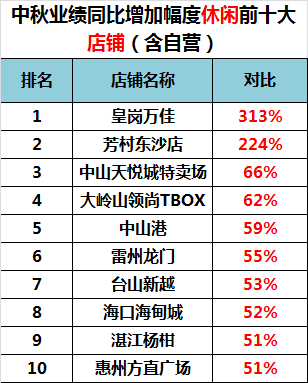 中秋业绩同比增加幅度休闲前十大
店铺（含自营）
排名 店铺名称 对比
1 皇岗万佳 313%
2 芳村东沙店 224%
3 中山天悦城特卖场 66%
4 大岭山领尚TBOX 62%
5 中山港 59%
6 雷州龙门 55%
7 台山新越 53%
8 海口海甸城 52%
9 湛江杨柑 51%
10 惠州方直广场 51%